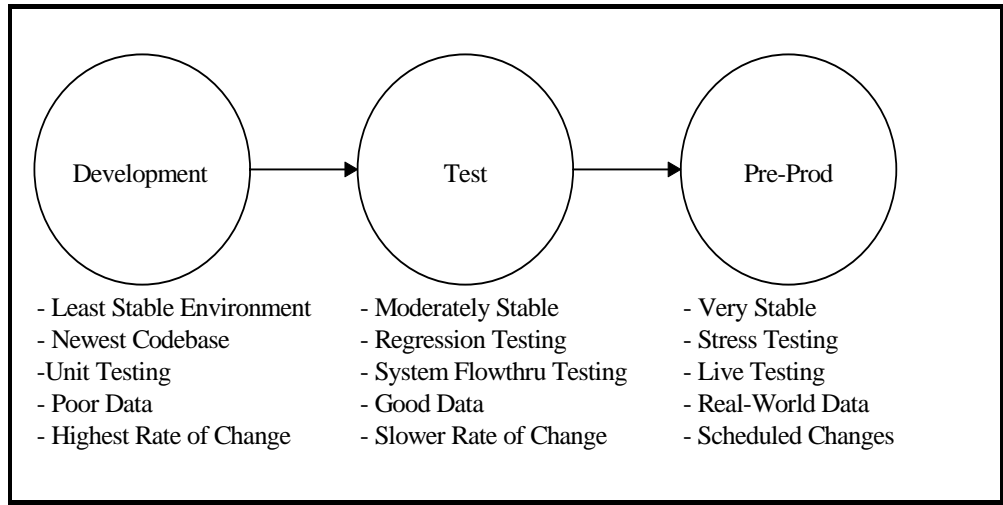 Development
Test
Pre-Prod
- Least Stable Environment
- Newest Codebase
-Unit Testing
- Poor Data
- Highest Rate of Change
- Moderately Stable
- Regression Testing
- System Flowthru Testing
- Good Data
- Slower Rate of Change
- Very Stable
- Stress Testing
- Live Testing
- Real-World Data
- Scheduled Changes